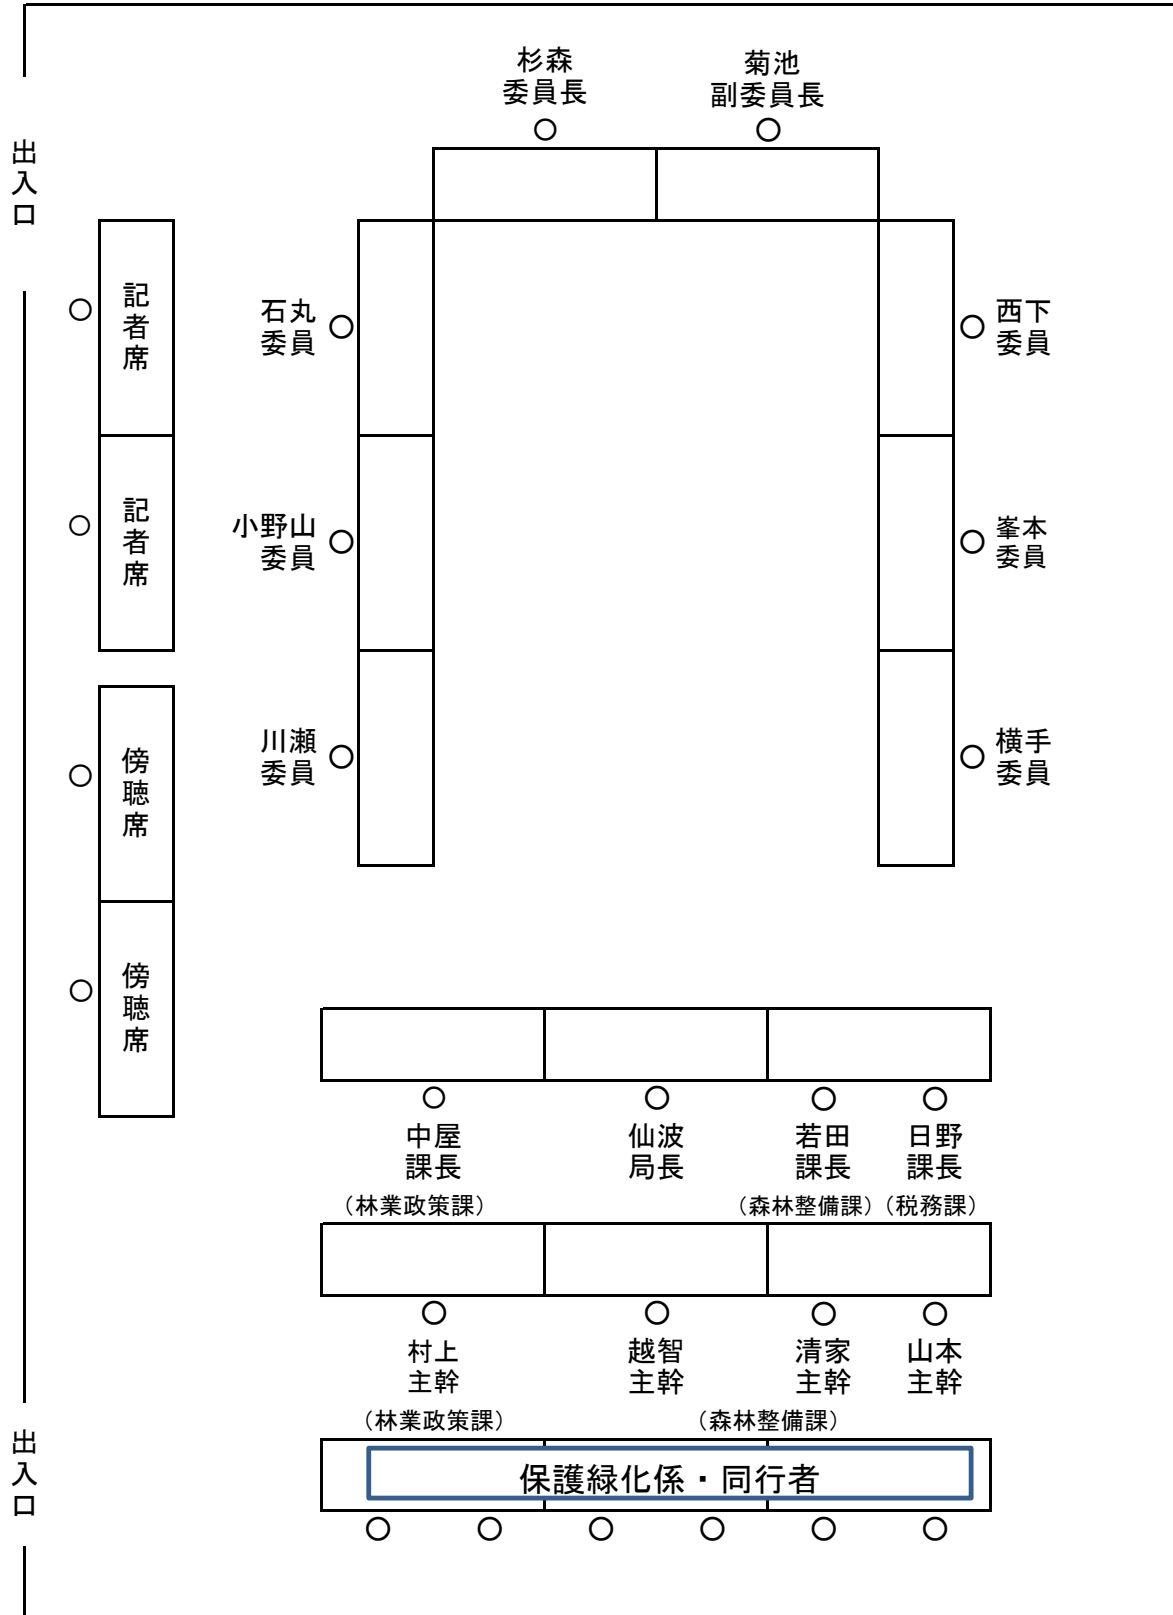 杉森
委員長
菊池
副委員長
出入口
記者席
石丸
委員
西下
委員
記者席
小野山
委員
峯本
委員
傍聴席
川瀬
委員
横手
委員
傍聴席
中屋
課長
仙波
局長
若田
課長
日野
課長
（林業政策課）
（森林整備課）
（税務課）
村上
主幹
越智
主幹
清家
主幹
山本
主幹
（林業政策課）
（森林整備課）
出入口
保護緑化係・同行者